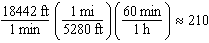 18442 ft / 1 min (1 mi / 5280 ft) (60 min / 1 h) ≈ 210